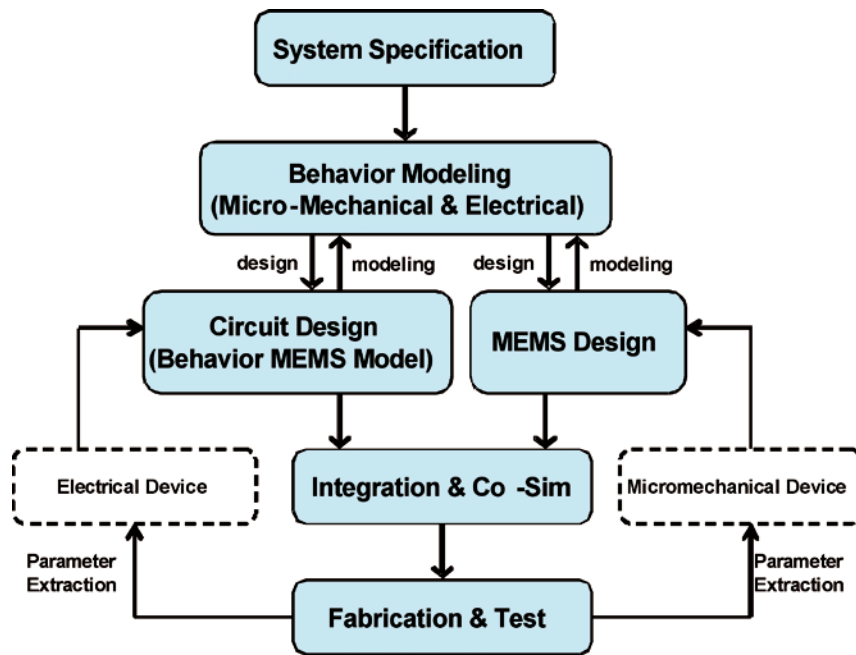 System Specification
Behavior Modeling
(Micro-Mechanical & Electrical)
design
modeling
design
modeling
Circuit Design
(Behavior MEMS Model)
MEMS Design
Electrical Device
Integration & Co -Sim
Micromechanical Device
Parameter
Extraction
Parameter
Extraction
Fabrication & Test